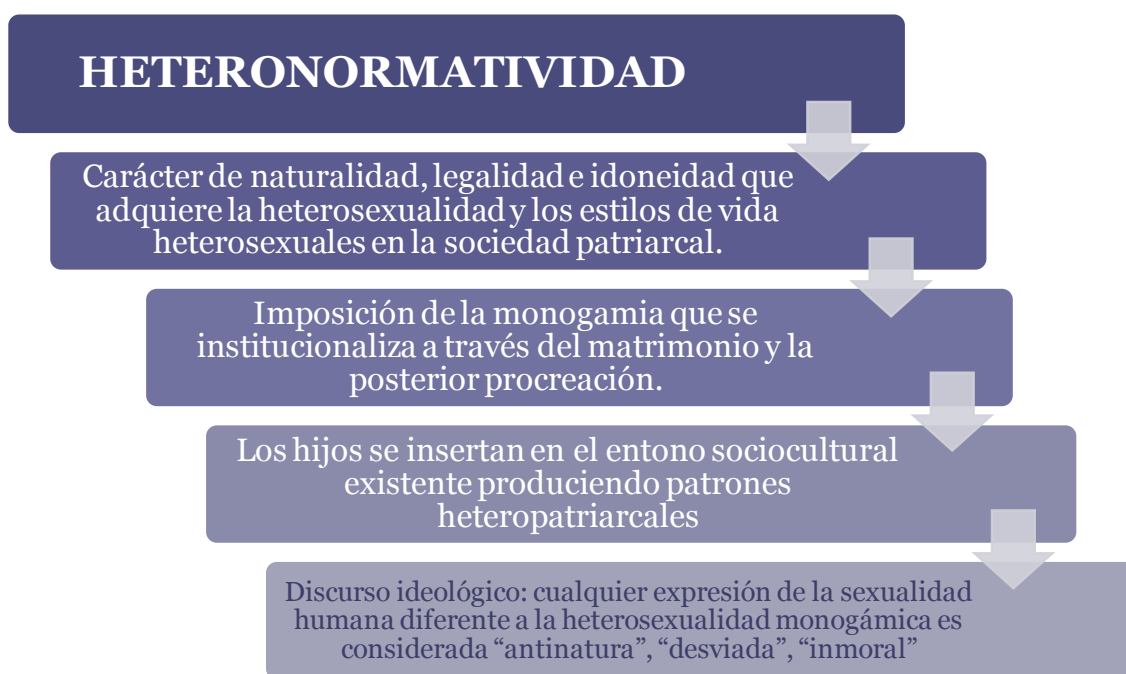 HETERONORMATIVIDAD
Carácter de naturalidad, legalidad e idoneidad que
adquiere la heterosexualidad y los estilos de vida
heterosexuales en la sociedad patriarcal.
Imposición de la monogamia que se
institucionaliza a través del matrimonio y la
posterior procreación.
Los hijos se insertan en el entono sociocultural
existente produciendo patrones
heteropatriarcales
Discurso ideológico: cualquier expresión de la sexualidad
humana diferente a la heterosexualidad monogámica es
considerada “antinatura”, “desviada”, “inmoral”